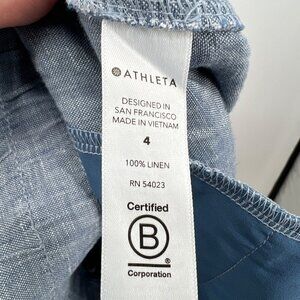 ATHLETA
DESIGNED IN
SAN FRANCISCO
MADE IN VIETNAM
4
100% LINEN
RN 54023
Certified
B
®
Corporation